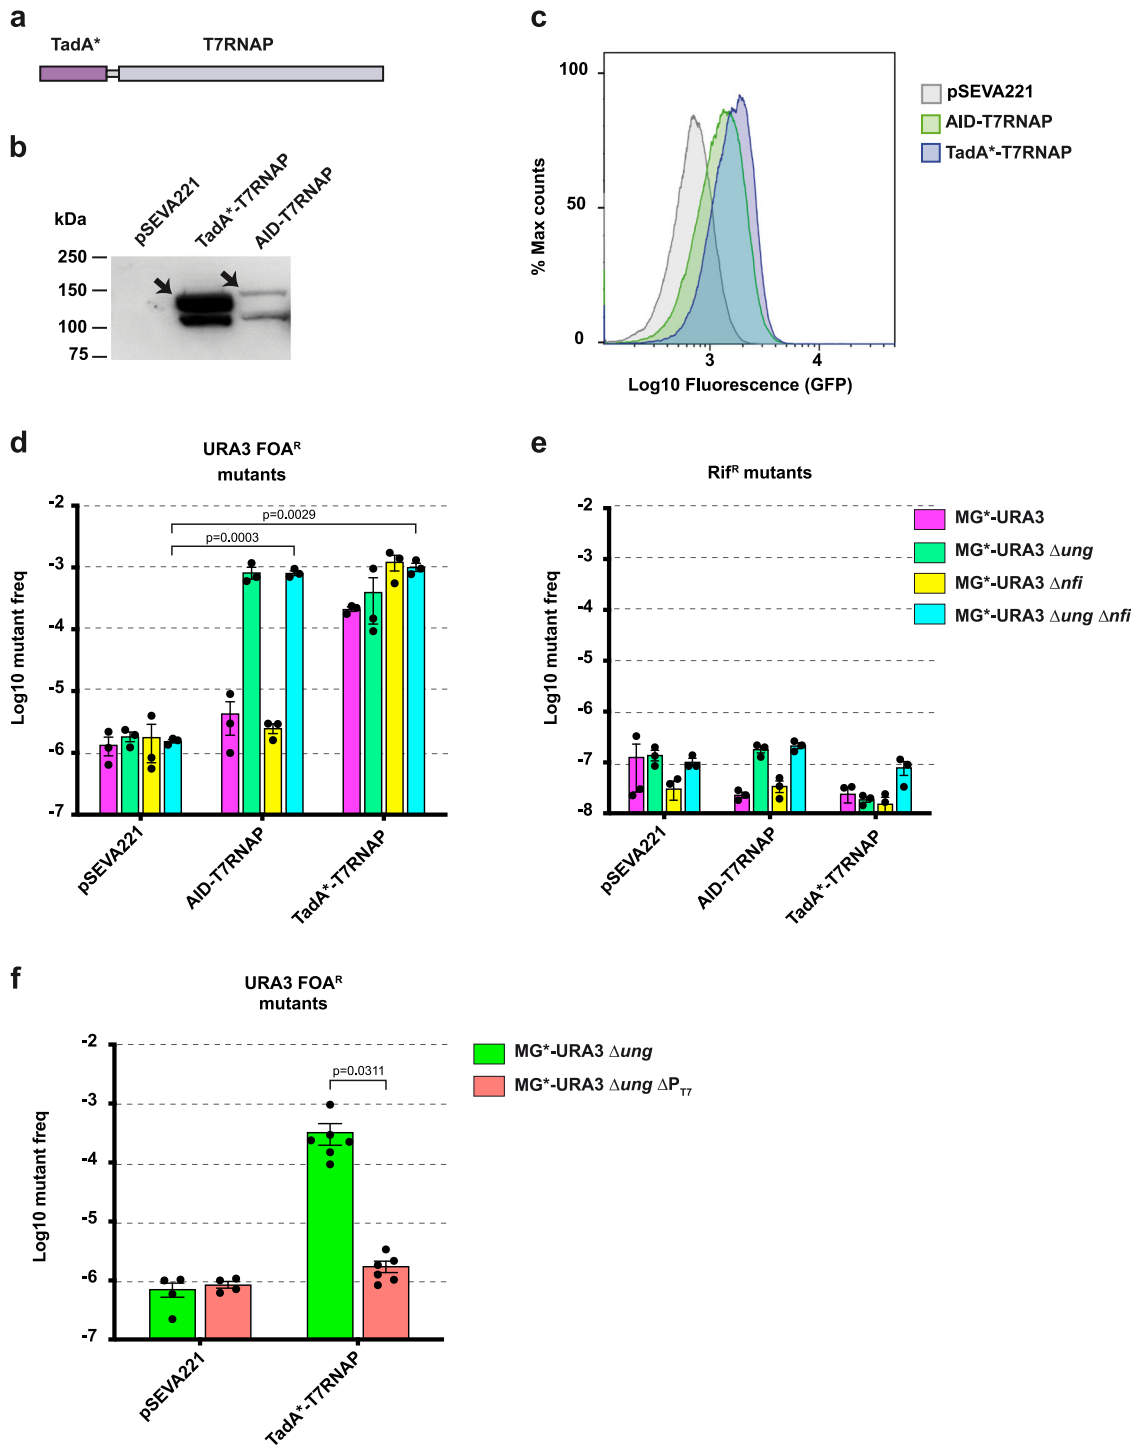 a
TadA*
T7RNAP
b
kDa
pSEVA221
TadA*-T7RNAP
AID-T7RNAP
250
150
100
75
c
100
50
0
% Max counts
3
4
Log10 Fluorescence (GFP)
pSEVA221
AID-T7RNAP
TadA*-T7RNAP
d
URA3 FOAᴿ
mutants
-2
-3
-4
-5
-6
-7
Log10 mutant freq
p=0.0029
p=0.0003
pSEVA221
AID-T7RNAP
TadA*-T7RNAP
e
Rifᴿ mutants
-2
-3
-4
-5
-6
-7
-8
Log10 mutant freq
pSEVA221
AID-T7RNAP
TadA*-T7RNAP
MG*-URA3
MG*-URA3 Δung
MG*-URA3 Δnfi
MG*-URA3 Δung Δnfi
f
URA3 FOAᴿ
mutants
-2
-3
-4
-5
-6
-7
Log10 mutant freq
p=0.0311
pSEVA221
TadA*-T7RNAP
MG*-URA3 Δung
MG*-URA3 Δung ΔP_T7